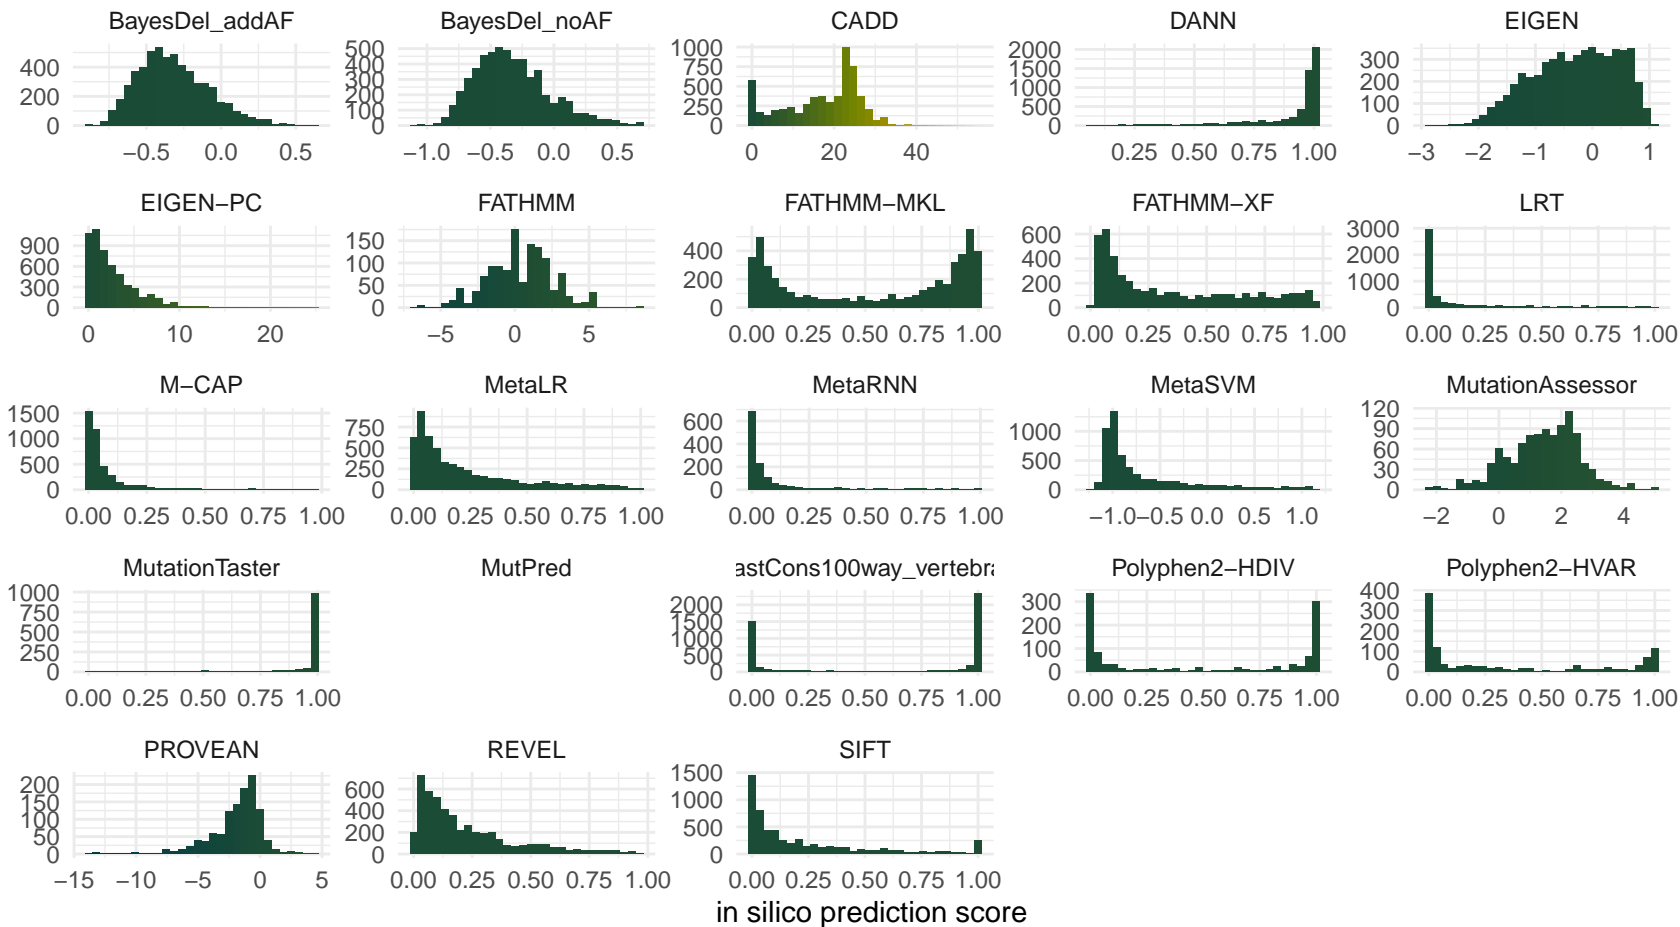 BayesDel_addAF BayesDel_noAF CADD DANN EIGEN
400 200 0 −0.5 0.0 0.5
500 400 300 200 100 0 −1.0 −0.5 0.0 0.5
1000 750 500 250 0 0 20 40
2000 1500 1000 500 0 0.25 0.50 0.75 1.00
300 200 100 0 −3 −2 −1 0 1
EIGEN−PC FATHMM FATHMM−MKL FATHMM−XF LRT
900 600 300 0 0 10 20
150 100 50 0 −5 0 5
400 200 0 0.00 0.25 0.50 0.75 1.00
600 400 200 0 0.00 0.25 0.50 0.75 1.00
3000 2000 1000 0 0.00 0.25 0.50 0.75 1.00
M−CAP MetaLR MetaRNN MetaSVM MutationAssessor
1500 1000 500 0 0.00 0.25 0.50 0.75 1.00
750 500 250 0 0.00 0.25 0.50 0.75 1.00
600 400 200 0 0.00 0.25 0.50 0.75 1.00
1000 500 0 −1.0 −0.5 0.0 0.5 1.0
120 90 60 30 0 −2 0 2 4
MutationTaster MutPred astCons100way_vertebra Polyphen2−HDIV Polyphen2−HVAR
1000 750 500 250 0 0.00 0.25 0.50 0.75 1.00
2000 1500 1000 500 0 0.00 0.25 0.50 0.75 1.00
300 200 100 0 0.00 0.25 0.50 0.75 1.00
400 300 200 100 0 0.00 0.25 0.50 0.75 1.00
PROVEAN REVEL SIFT
200 150 100 50 0 −15 −10 −5 0 5
600 400 200 0 0.00 0.25 0.50 0.75 1.00
1500 1000 500 0 0.00 0.25 0.50 0.75 1.00
in silico prediction score